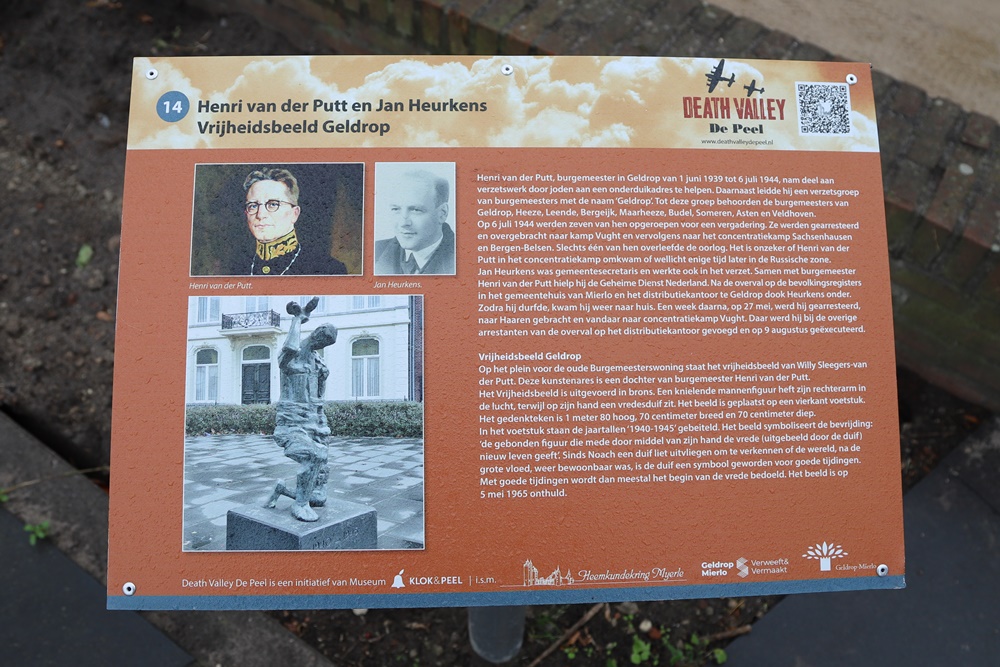 14
Henri van der Putt en Jan Heurkens
Vrijheidsbeeld Geldrop
DEATH VALLEY
De Peel
www.deathvalleydepeel.nl
Henri van der Putt.
Jan Heurkens.
Henri van der Putt, burgemeester in Geldrop van 1 juni 1939 tot 6 juli 1944, nam deel aan
verzetswerk door joden aan een onderduikadres te helpen. Daarnaast leidde hij een verzetsgroep
van burgemeesters met de naam 'Geldrop'. Tot deze groep behoorden de burgemeesters van
Geldrop, Heeze, Leende, Bergeijk, Maarheeze, Budel, Someren, Asten en Veldhoven.
Op 6 juli 1944 werden zeven van hen opgeroepen voor een vergadering. Ze werden gearresteerd
en overgebracht naar kamp Vught en vervolgens naar het concentratiekamp Sachsenhausen
en Bergen-Belsen. Slechts één van hen overleefde de oorlog. Het is onzeker of Henri van der
Putt in het concentratiekamp omkwam of wellicht enige tijd later in de Russische zone.
Jan Heurkens was gemeentesecretaris en werkte ook in het verzet. Samen met burgemeester
Henri van der Putt hielp hij de Geheime Dienst Nederland. Na de overval op de bevolkingsregisters
in het gemeentehuis van Mierlo en het distributiekantoor te Geldrop dook Heurkens onder.
Zodra hij durfde, kwam hij weer naar huis. Een week daarna, op 27 mei, werd hij gearresteerd,
naar Haaren gebracht en vandaar naar concentratiekamp Vught. Daar werd hij bij de overige
arrestanten van de overval op het distributiekantoor gevoegd en op 9 augustus geëxecuteerd.
Vrijheidsbeeld Geldrop
Op het plein voor de oude Burgemeesterswoning staat het vrijheidsbeeld van Willy Sleegers-van
der Putt. Deze kunstenares is een dochter van burgemeester Henri van der Putt.
Het Vrijheidsbeeld is uitgevoerd in brons. Een knielende mannenfiguur heft zijn rechterarm in
de lucht, terwijl op zijn hand een vredesduif zit. Het beeld is geplaatst op een vierkant voetstuk.
Het gedenkteken is 1 meter 80 hoog, 70 centimeter breed en 70 centimeter diep.
In het voetstuk staan de jaartallen '1940-1945' gebeiteld. Het beeld symboliseert de bevrijding:
'de gebonden figuur die mede door middel van zijn hand de vrede (uitgebeeld door de duif)
nieuw leven geeft'. Sinds Noach een duif liet uitvliegen om te verkennen of de wereld, na de
grote vloed, weer bewoonbaar was, is de duif een symbool geworden voor goede tijdingen.
Met goede tijdingen wordt dan meestal het begin van de vrede bedoeld. Het beeld is op
5 mei 1965 onthuld.
Death Valley De Peel is een initiatief van Museum KLOK&PEEL | i.s.m. Heemkundekring Myerle
Geldrop Mierlo
Verweeft& Vermaakt
Geldrop-Mierlo